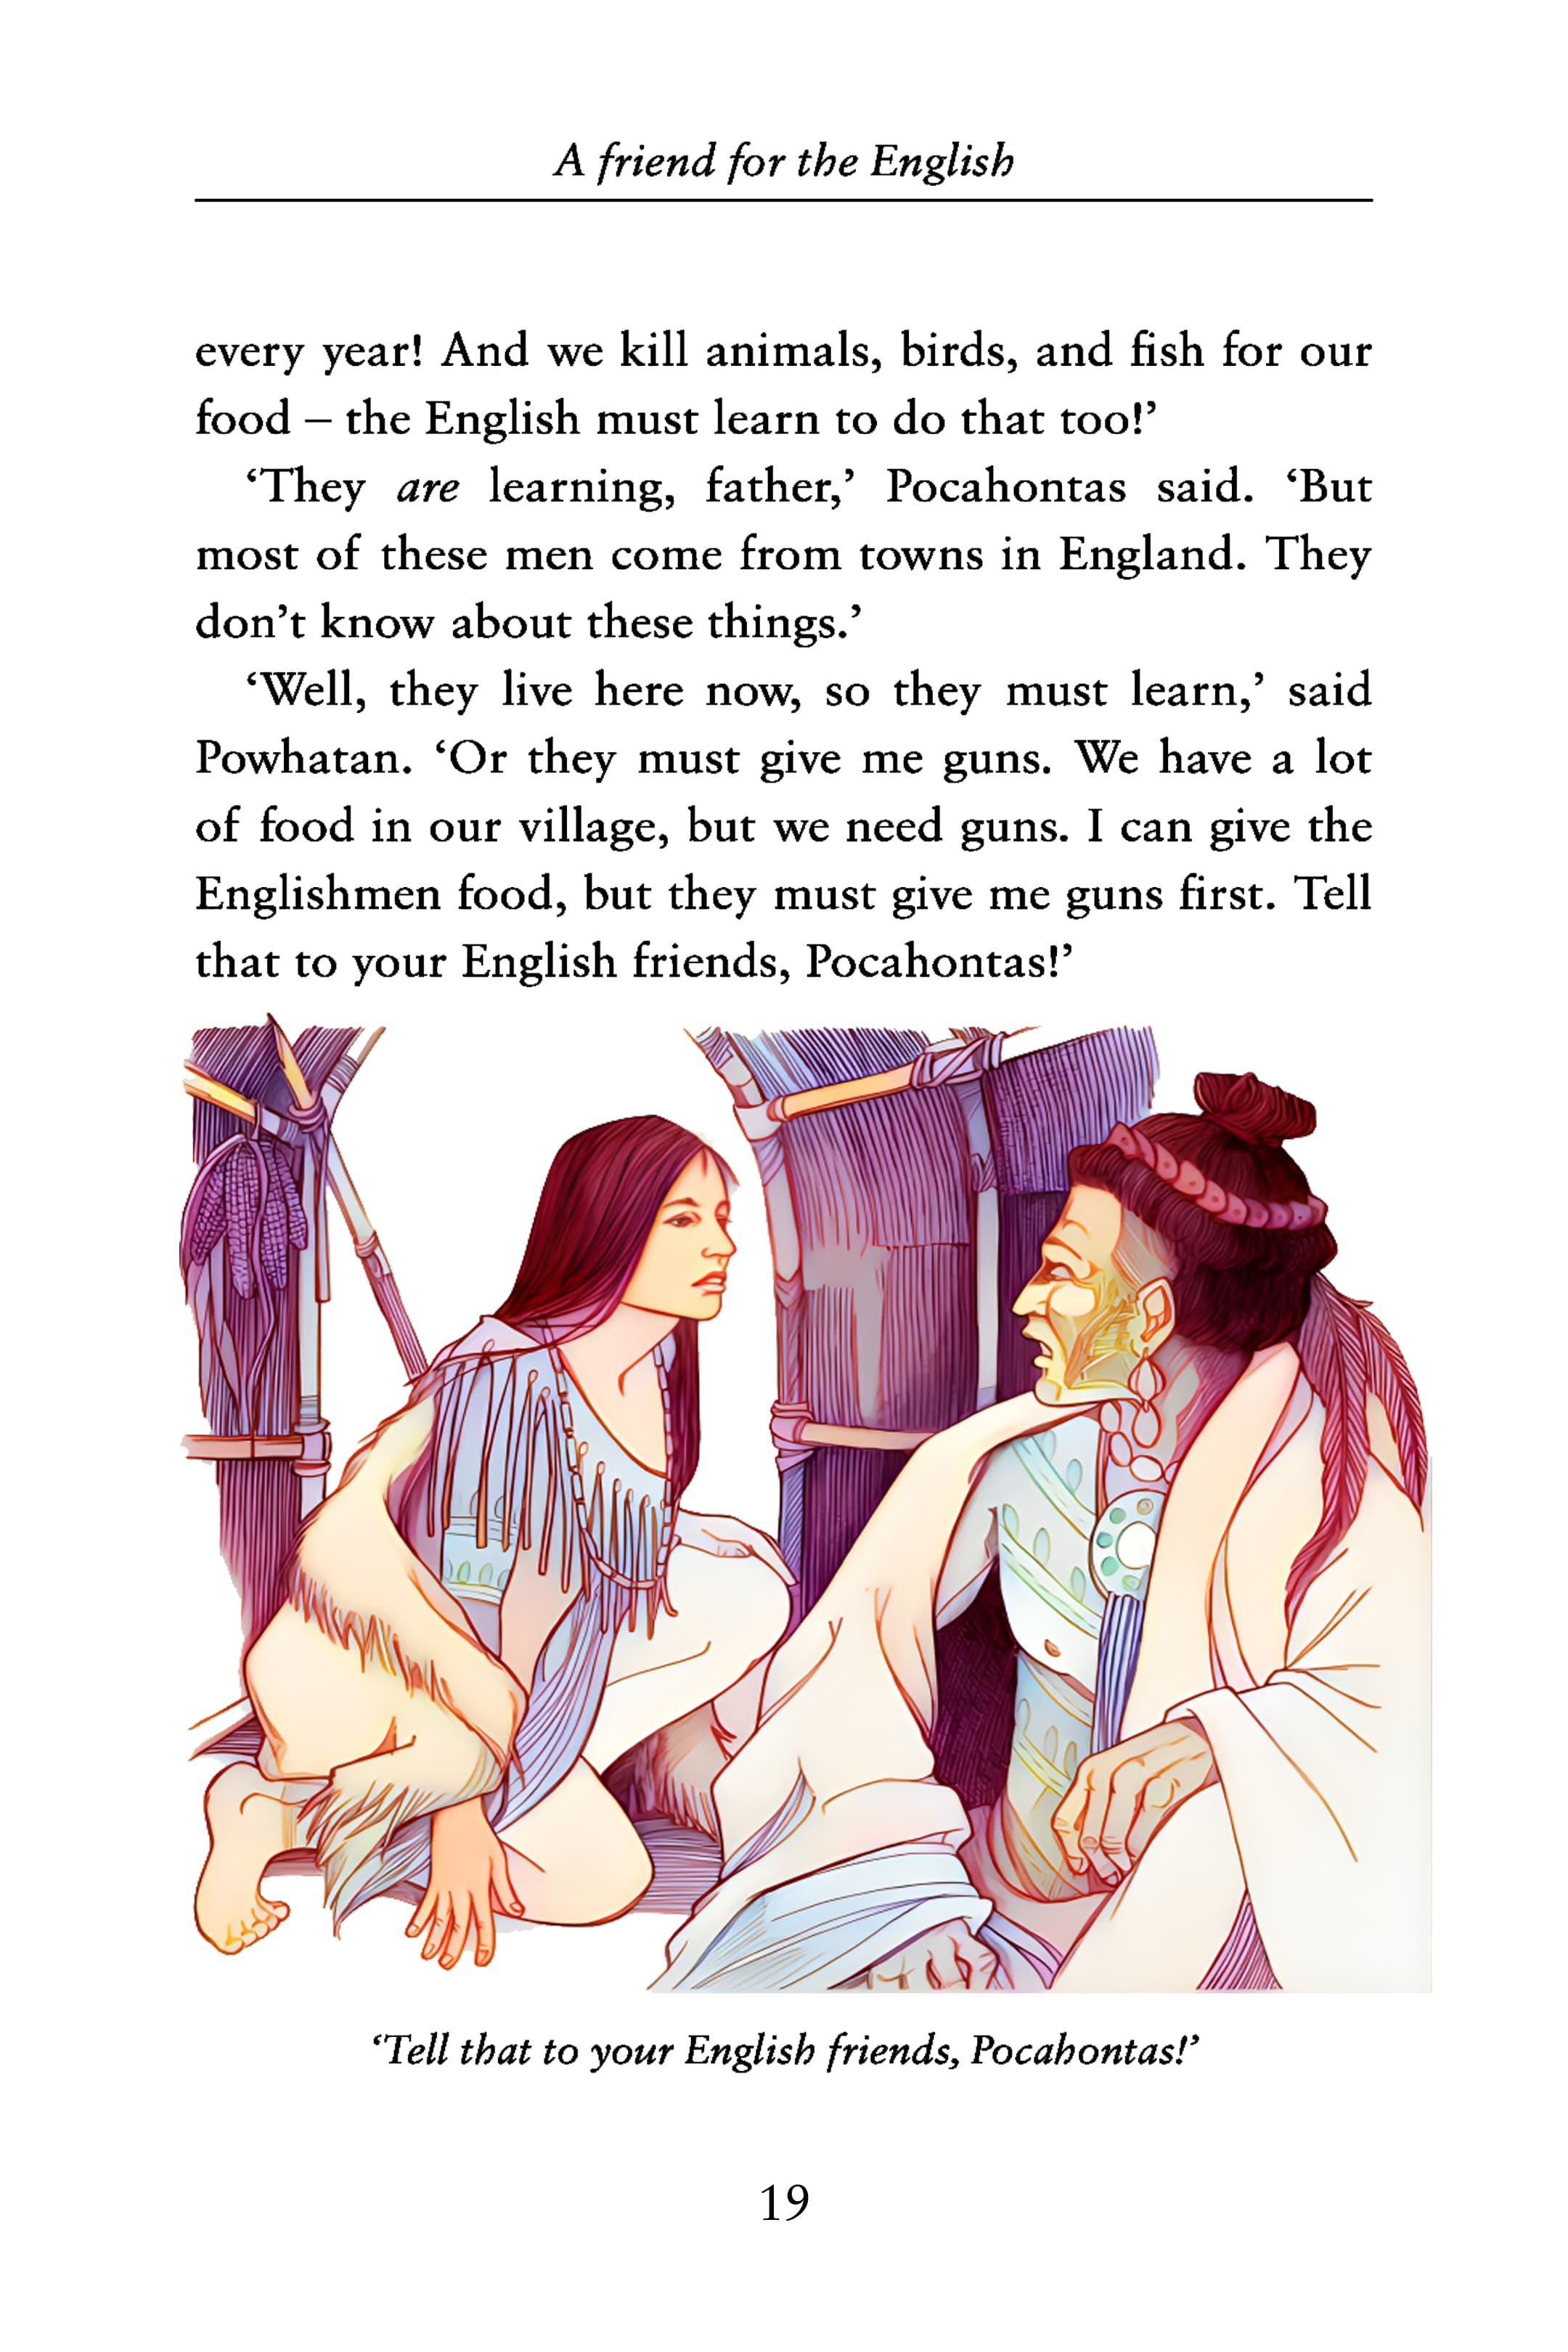 A friend for the English
every year! And we kill animals, birds, and fish for our
food – the English must learn to do that too!’
‘They are learning, father,’ Pocahontas said. ‘But
most of these men come from towns in England. They
don’t know about these things.’
‘Well, they live here now, so they must learn,’ said
Powhatan. ‘Or they must give me guns. We have a lot
of food in our village, but we need guns. I can give the
Englishmen food, but they must give me guns first. Tell
that to your English friends, Pocahontas!’
‘Tell that to your English friends, Pocahontas!’
19